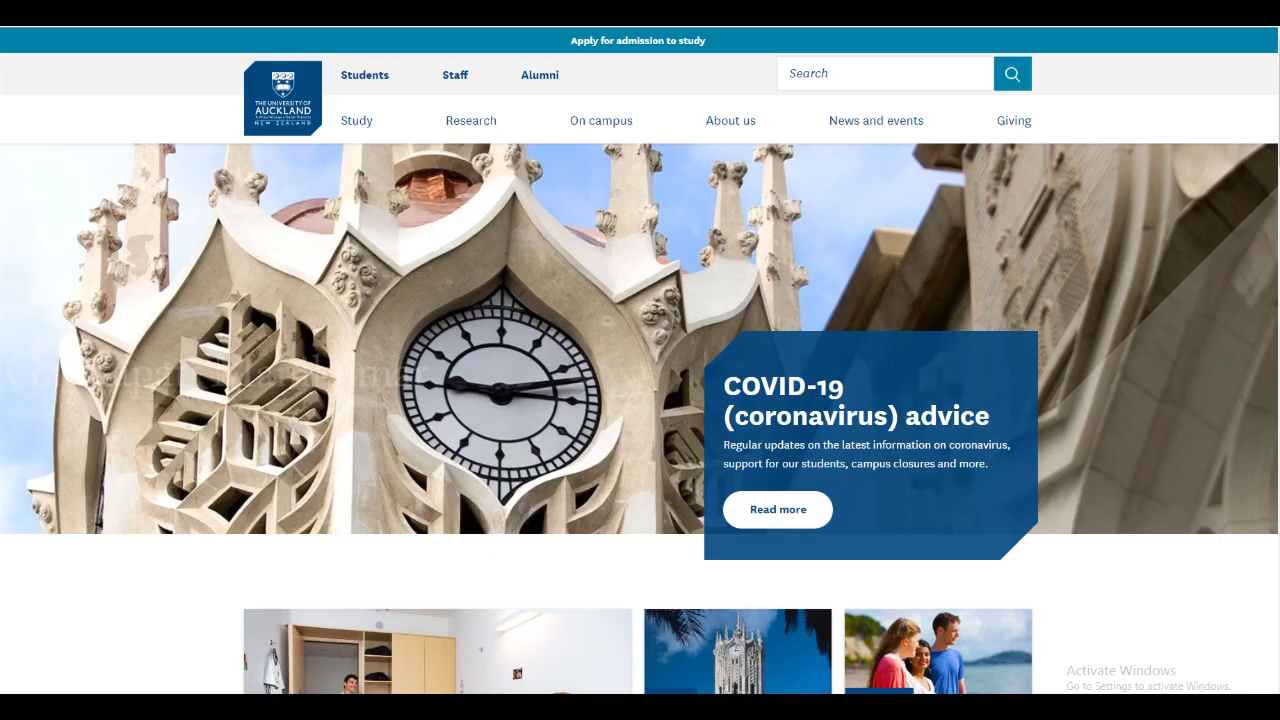 Apply for admission to study
Students Staff Alumni
Search
THE UNIVERSITY OF
AUCKLAND
NEW ZEALAND
Study Research On campus About us News and events Giving
COVID-19
(coronavirus) advice
Regular updates on the latest information on coronavirus,
support for our students, campus closures and more.
Read more
Activate Windows
Go to Settings to activate Windows.